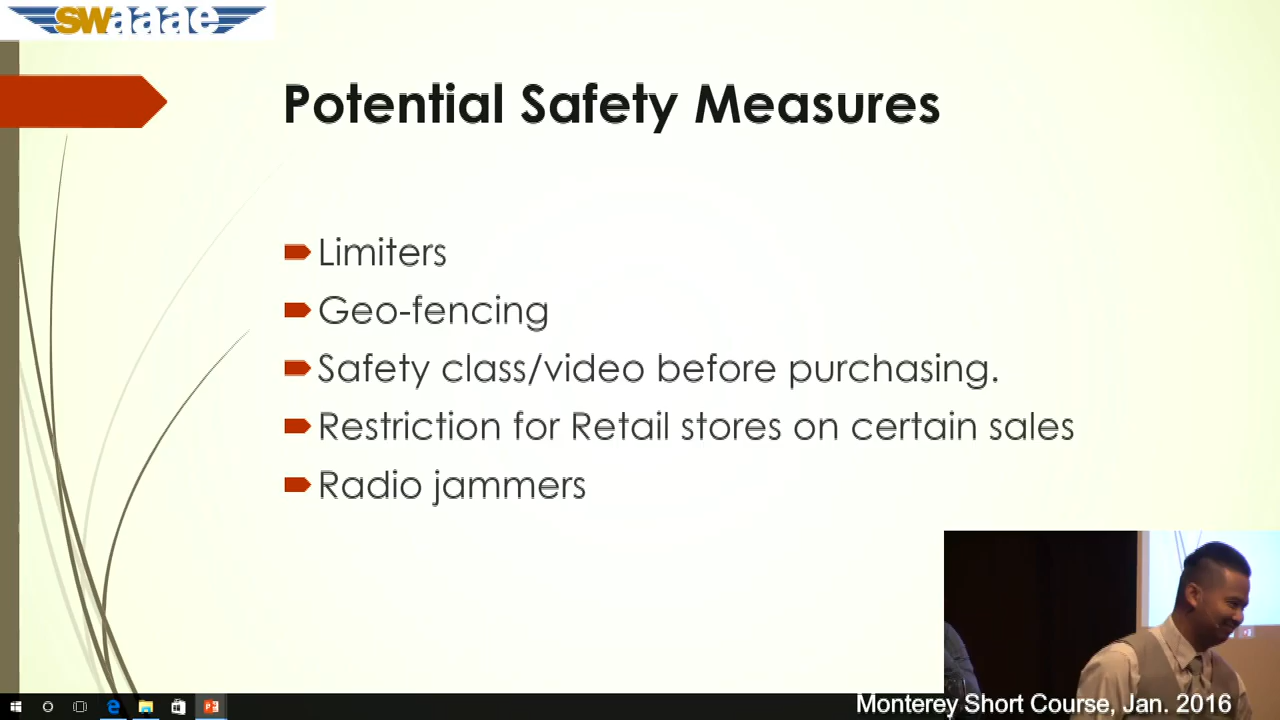 swaaae
Potential Safety Measures
Limiters
Geo-fencing
Safety class/video before purchasing.
Restriction for Retail stores on certain sales
Radio jammers
Monterey Short Course, Jan. 2016